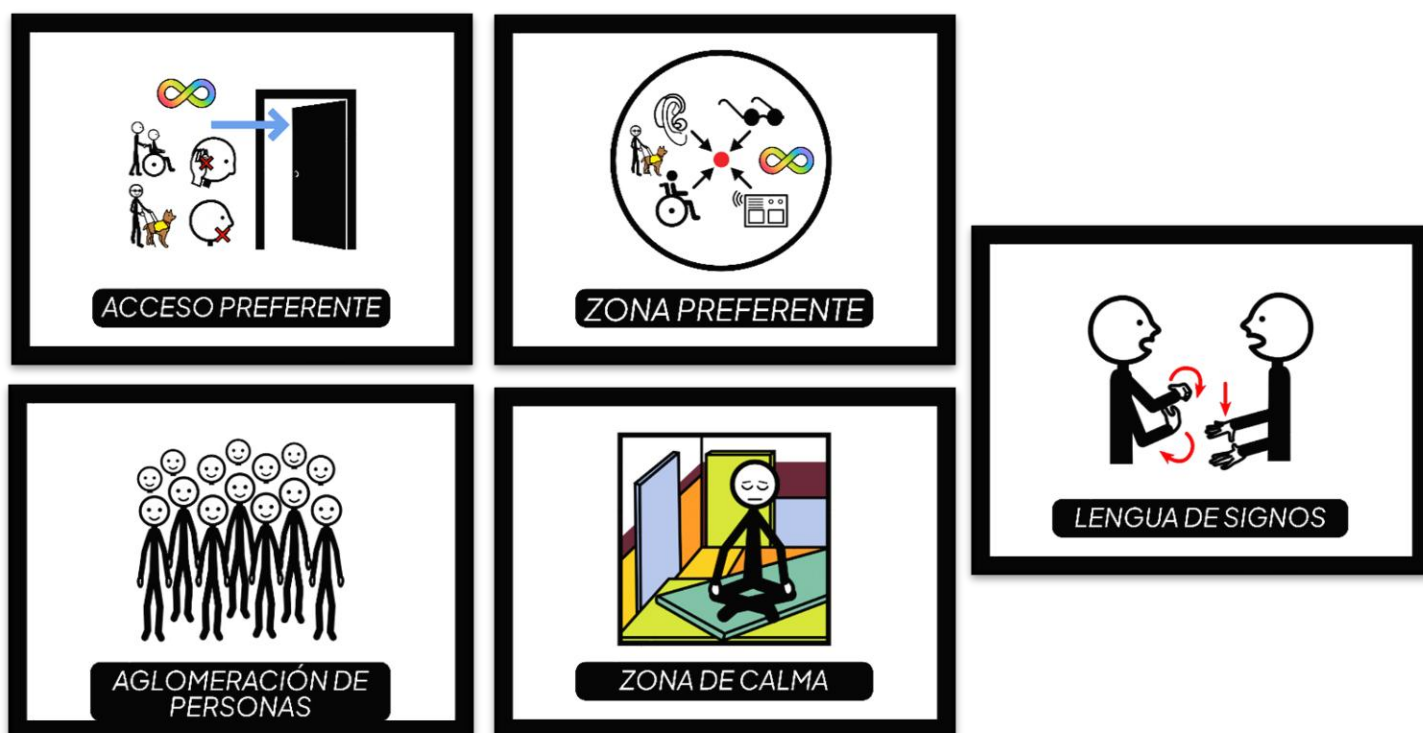 ACCESO PREFERENTE
ZONA PREFERENTE
LENGUA DE SIGNOS
AGLOMERACIÓN DE
PERSONAS
ZONA DE CALMA